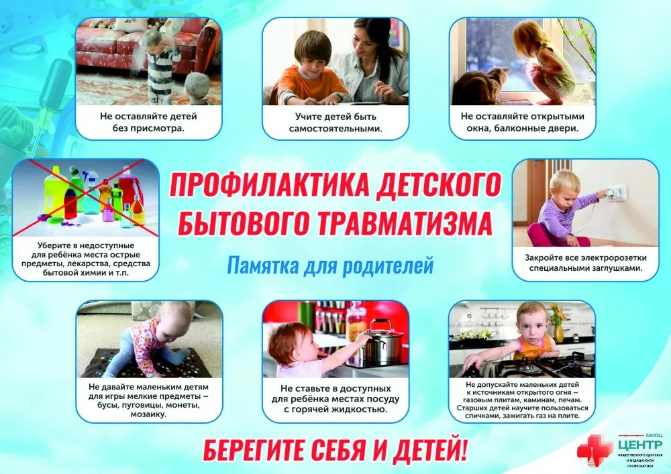 Не оставляйте детей
без присмотра.
Учите детей быть
самостоятельными.
Не оставляйте открытыми
окна, балконные двери.
ПРОФИЛАКТИКА ДЕТСКОГО
БЫТОВОГО ТРАВМАТИЗМА
Памятка для родителей
Уберите в недоступные
для ребёнка места острые
предметы, лекарства, средства
бытовой химии и т.п.
Закройте все электророзетки
специальными заглушками.
Не давайте маленьким детям
для игры мелкие предметы –
бусы, пуговицы, монеты,
мозаику.
Не ставьте в доступных
для ребёнка местах посуду
с горячей жидкостью.
Не допускайте маленьких детей
к источникам открытого огня –
газовым плитам, каминам, печам.
Старших детей научите пользоваться
спичками, зажигать газ на плите.
БЕРЕГИТЕ СЕБЯ И ДЕТЕЙ!
ЦЕНТР
ОБЩЕСТВЕННОГО ЗДОРОВЬЯ
И МЕДИЦИНСКОЙ
ПРОФИЛАКТИКИ